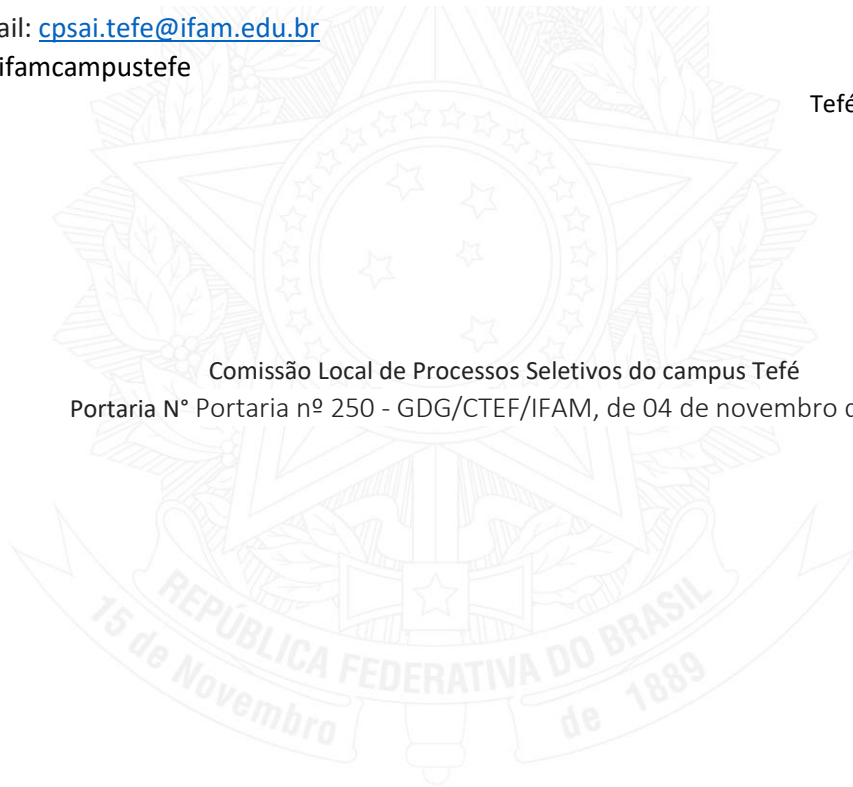 ail: cpsai.tefe@ifam.edu.br
ifamcampustefe
Tefé
Comissão Local de Processos Seletivos do campus Tefé
Portaria N° Portaria nº 250 - GDG/CTEF/IFAM, de 04 de novembro
REPÚBLICA FEDERATIVA DO BRASIL
15 de Novembro de 1889